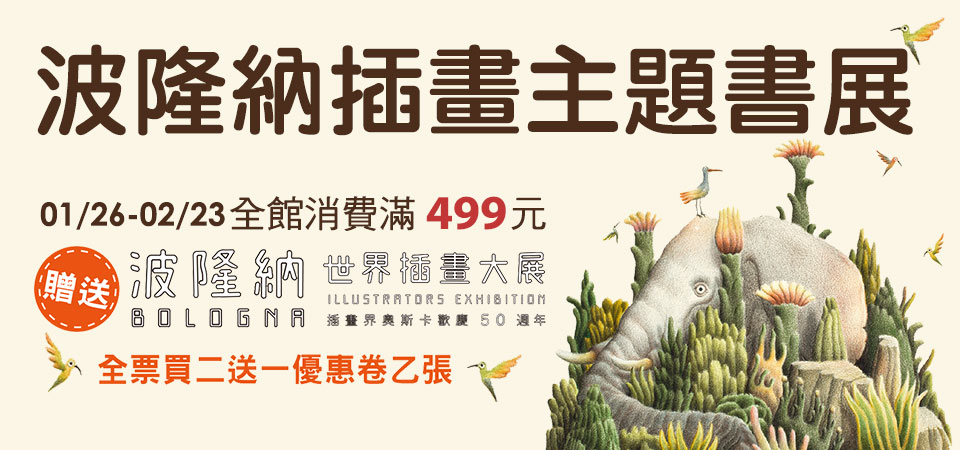 波隆納插畫主題書展
01/26-02/23全館消費滿 499元
贈送
波隆納 世界插畫大展
BOLOGNA ILLUSTRATORS EXHIBITION
插畫界奧斯卡歡慶50週年
全票買二送一優惠卷乙張